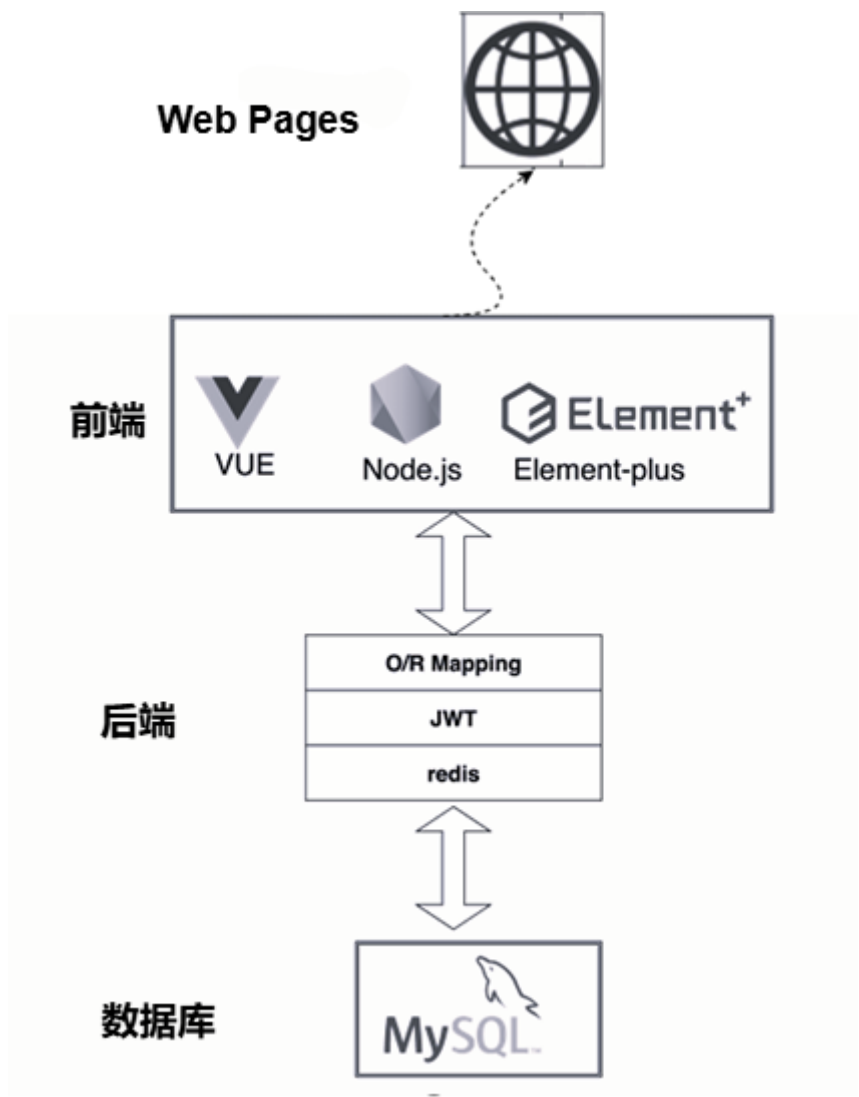 Web Pages
前端
Element+
VUE
Node.js
Element-plus
O/R Mapping
后端
JWT
redis
数据库
MySQL